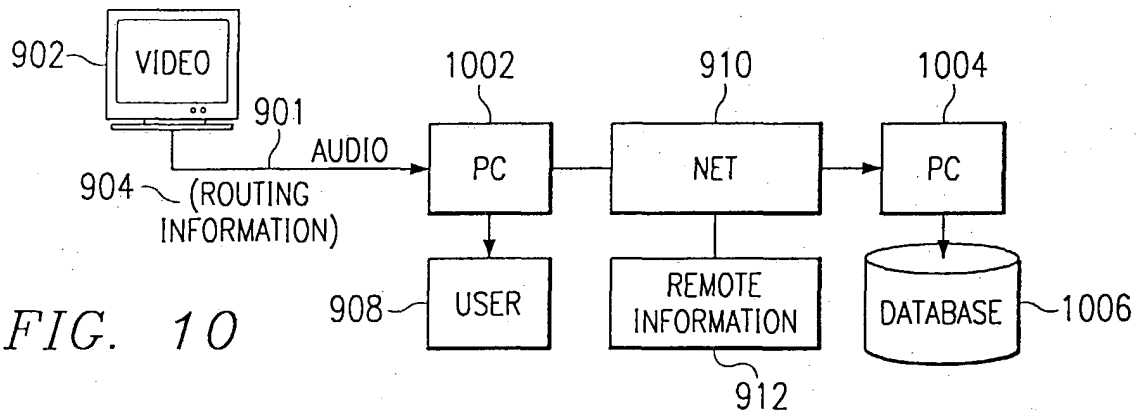 902
VIDEO
901
AUDIO
904
(ROUTING
INFORMATION)
1002
PC
910
NET
1004
PC
908
USER
REMOTE
INFORMATION
912
DATABASE
1006
FIG. 10